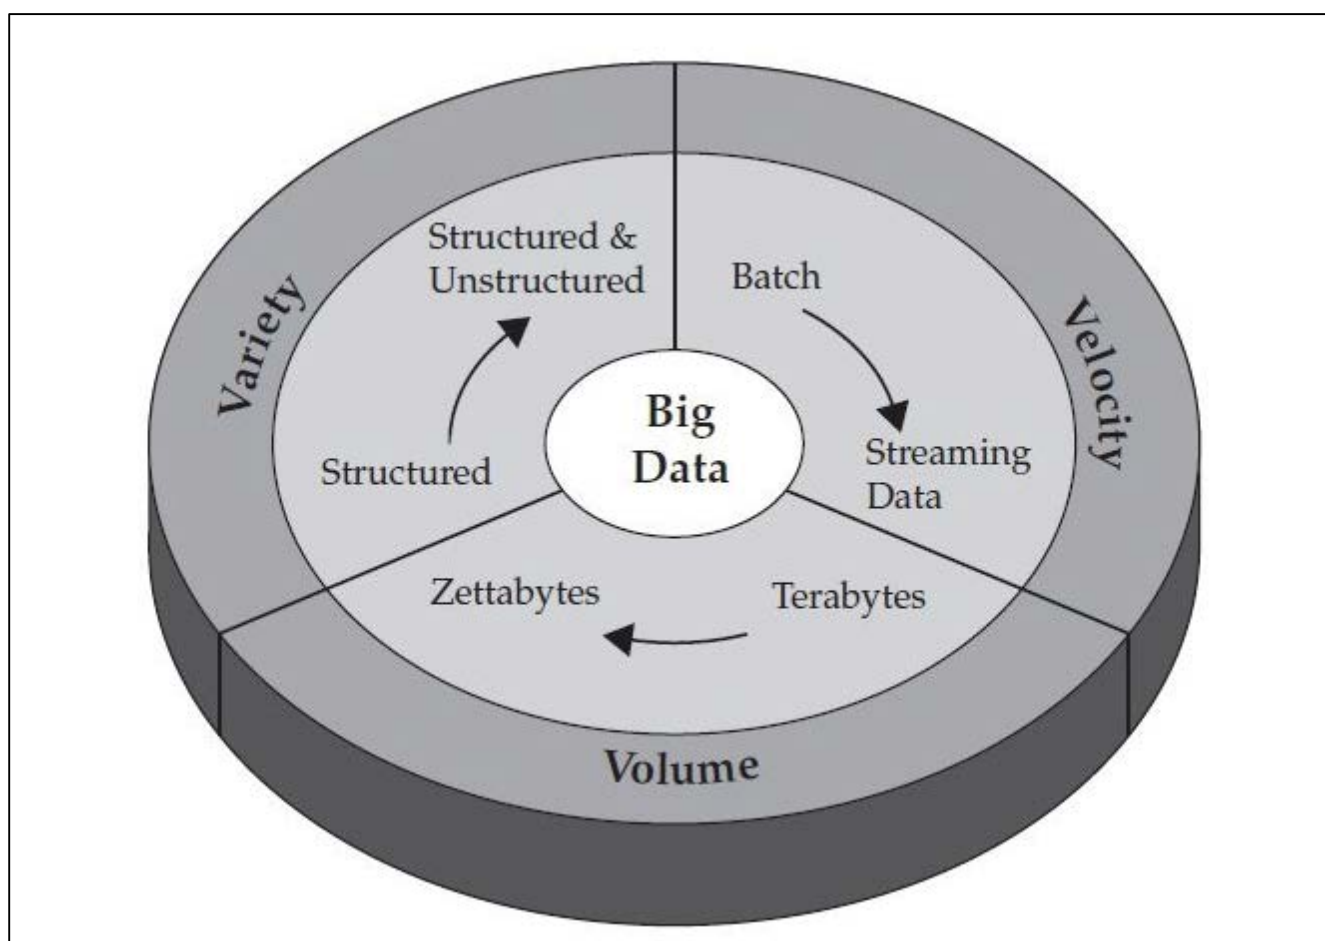 Structured &
Unstructured
Batch
Variety
Velocity
Big
Data
Structured
Streaming
Data
Zettabytes
Terabytes
Volume